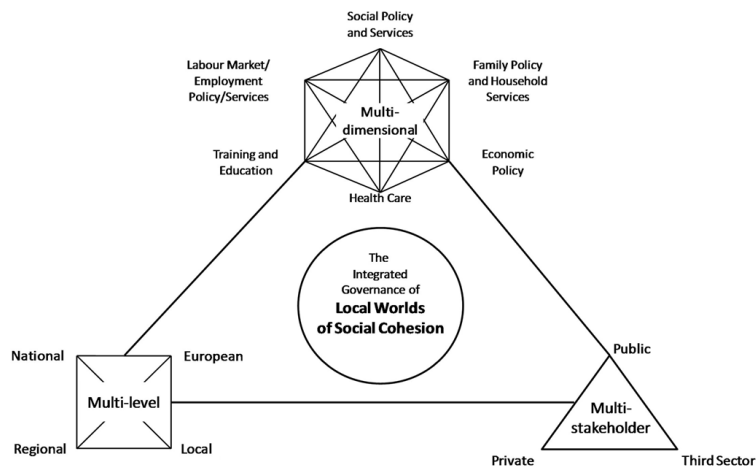 Social Policy
and Services
Labour Market/
Employment
Policy/Services
Family Policy
and Household
Services
Multi-
dimensional
Training and
Education
Economic
Policy
Health Care
The
Integrated
Governance of
Local Worlds
of Social Cohesion
National
European
Multi-level
Regional
Local
Public
Multi-
stakeholder
Private
Third Sector